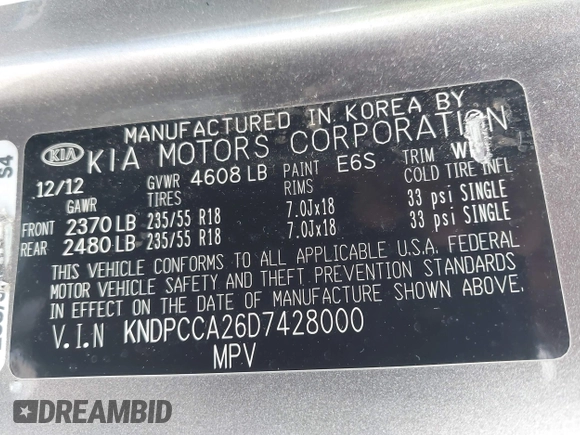 MANUFACTURED IN KOREA BY
KIA KIA MOTORS CORPORATION
12/12 GVWR 4608 LB PAINT E6S TRIM
GAWR TIRES RIMS COLD TIRE INFL
FRONT 2370 LB 235/55 R18 7.0Jx18 33 psi SINGLE
REAR 2480 LB 235/55 R18 7.0Jx18 33 psi SINGLE
THIS VEHICLE CONFORMS TO ALL APPLICABLE U.S.A. FEDERAL
MOTOR VEHICLE SAFETY AND THEFT PREVENTION STANDARDS
IN EFFECT ON THE DATE OF MANUFACTURE SHOWN ABOVE.
V.I.N KNDPCCA26D7428000
MPV
S4
DREAMBID